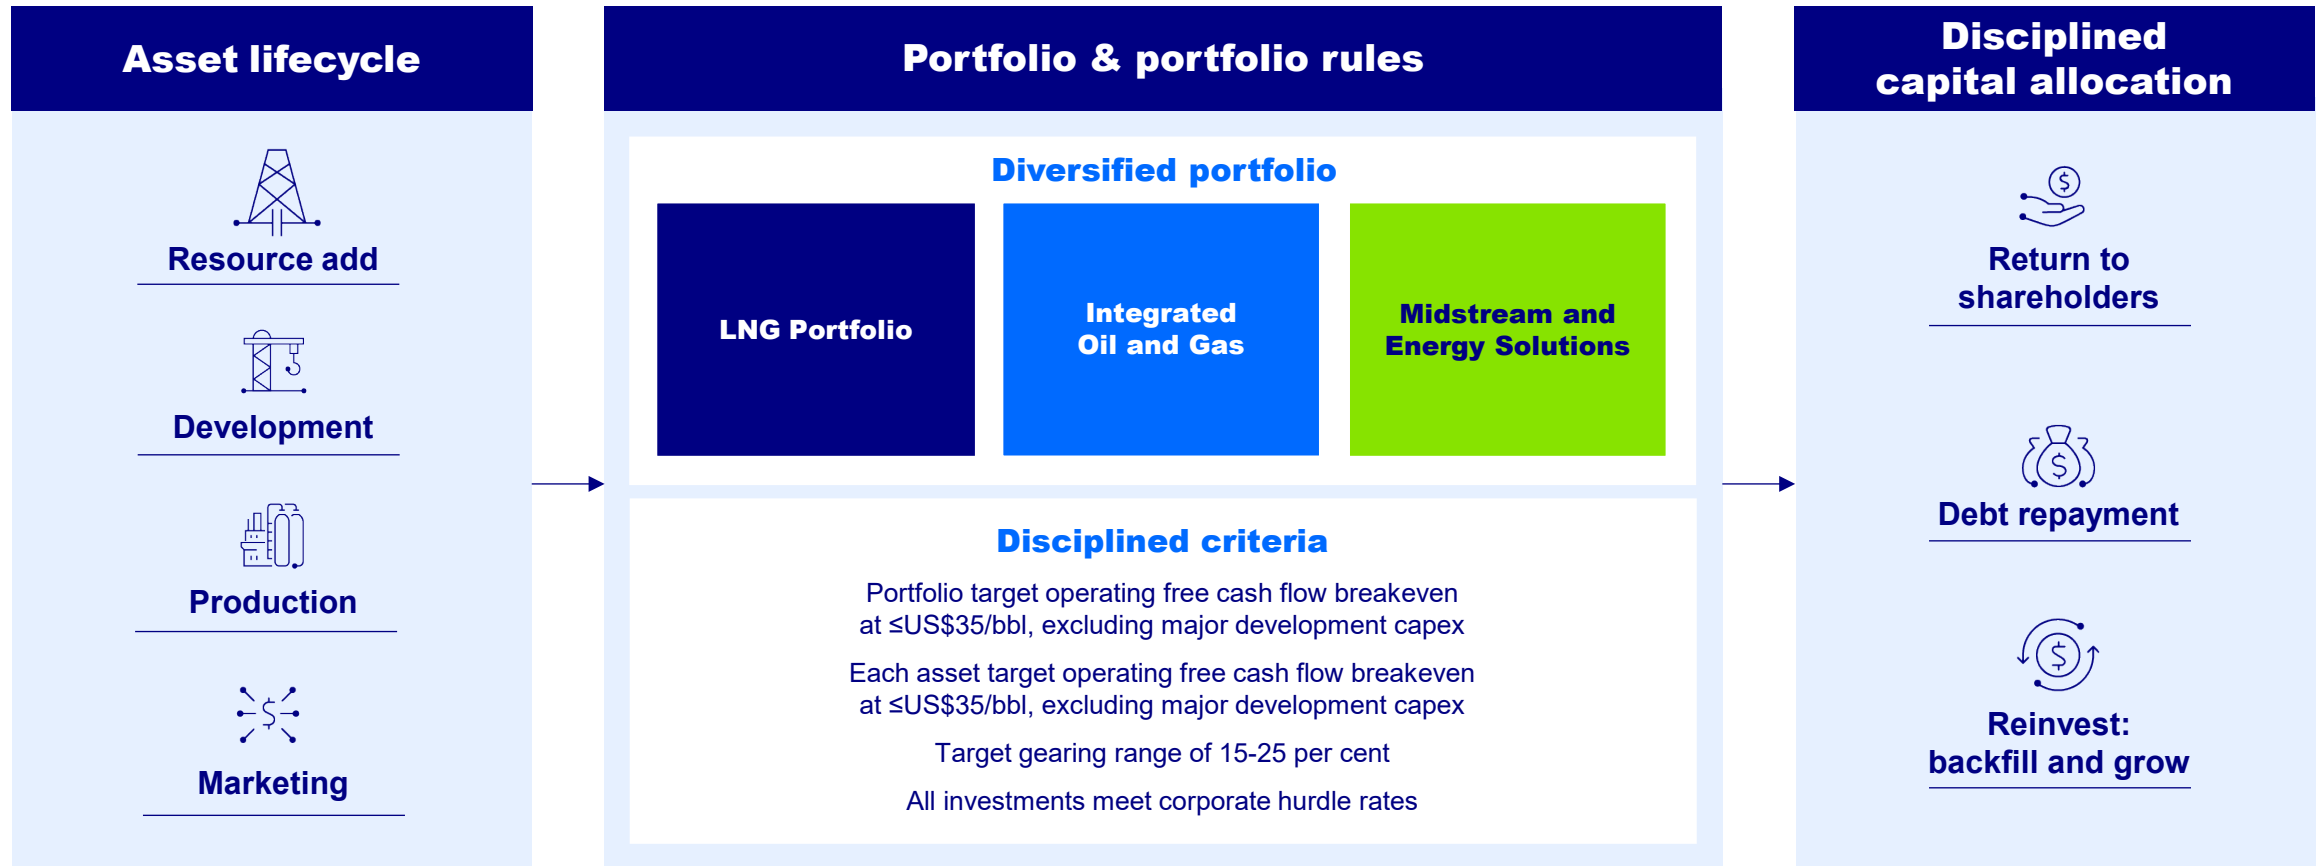 Asset lifecycle
Resource add
Development
Production
Marketing
Portfolio & portfolio rules
Diversified portfolio
LNG Portfolio
Integrated
Oil and Gas
Midstream and
Energy Solutions
Disciplined criteria
Portfolio target operating free cash flow breakeven
at ≤US$35/bbl, excluding major development capex
Each asset target operating free cash flow breakeven
at ≤US$35/bbl, excluding major development capex
Target gearing range of 15-25 per cent
All investments meet corporate hurdle rates
Disciplined
capital allocation
$
Return to
shareholders
$
Debt repayment
$
Reinvest:
backfill and grow